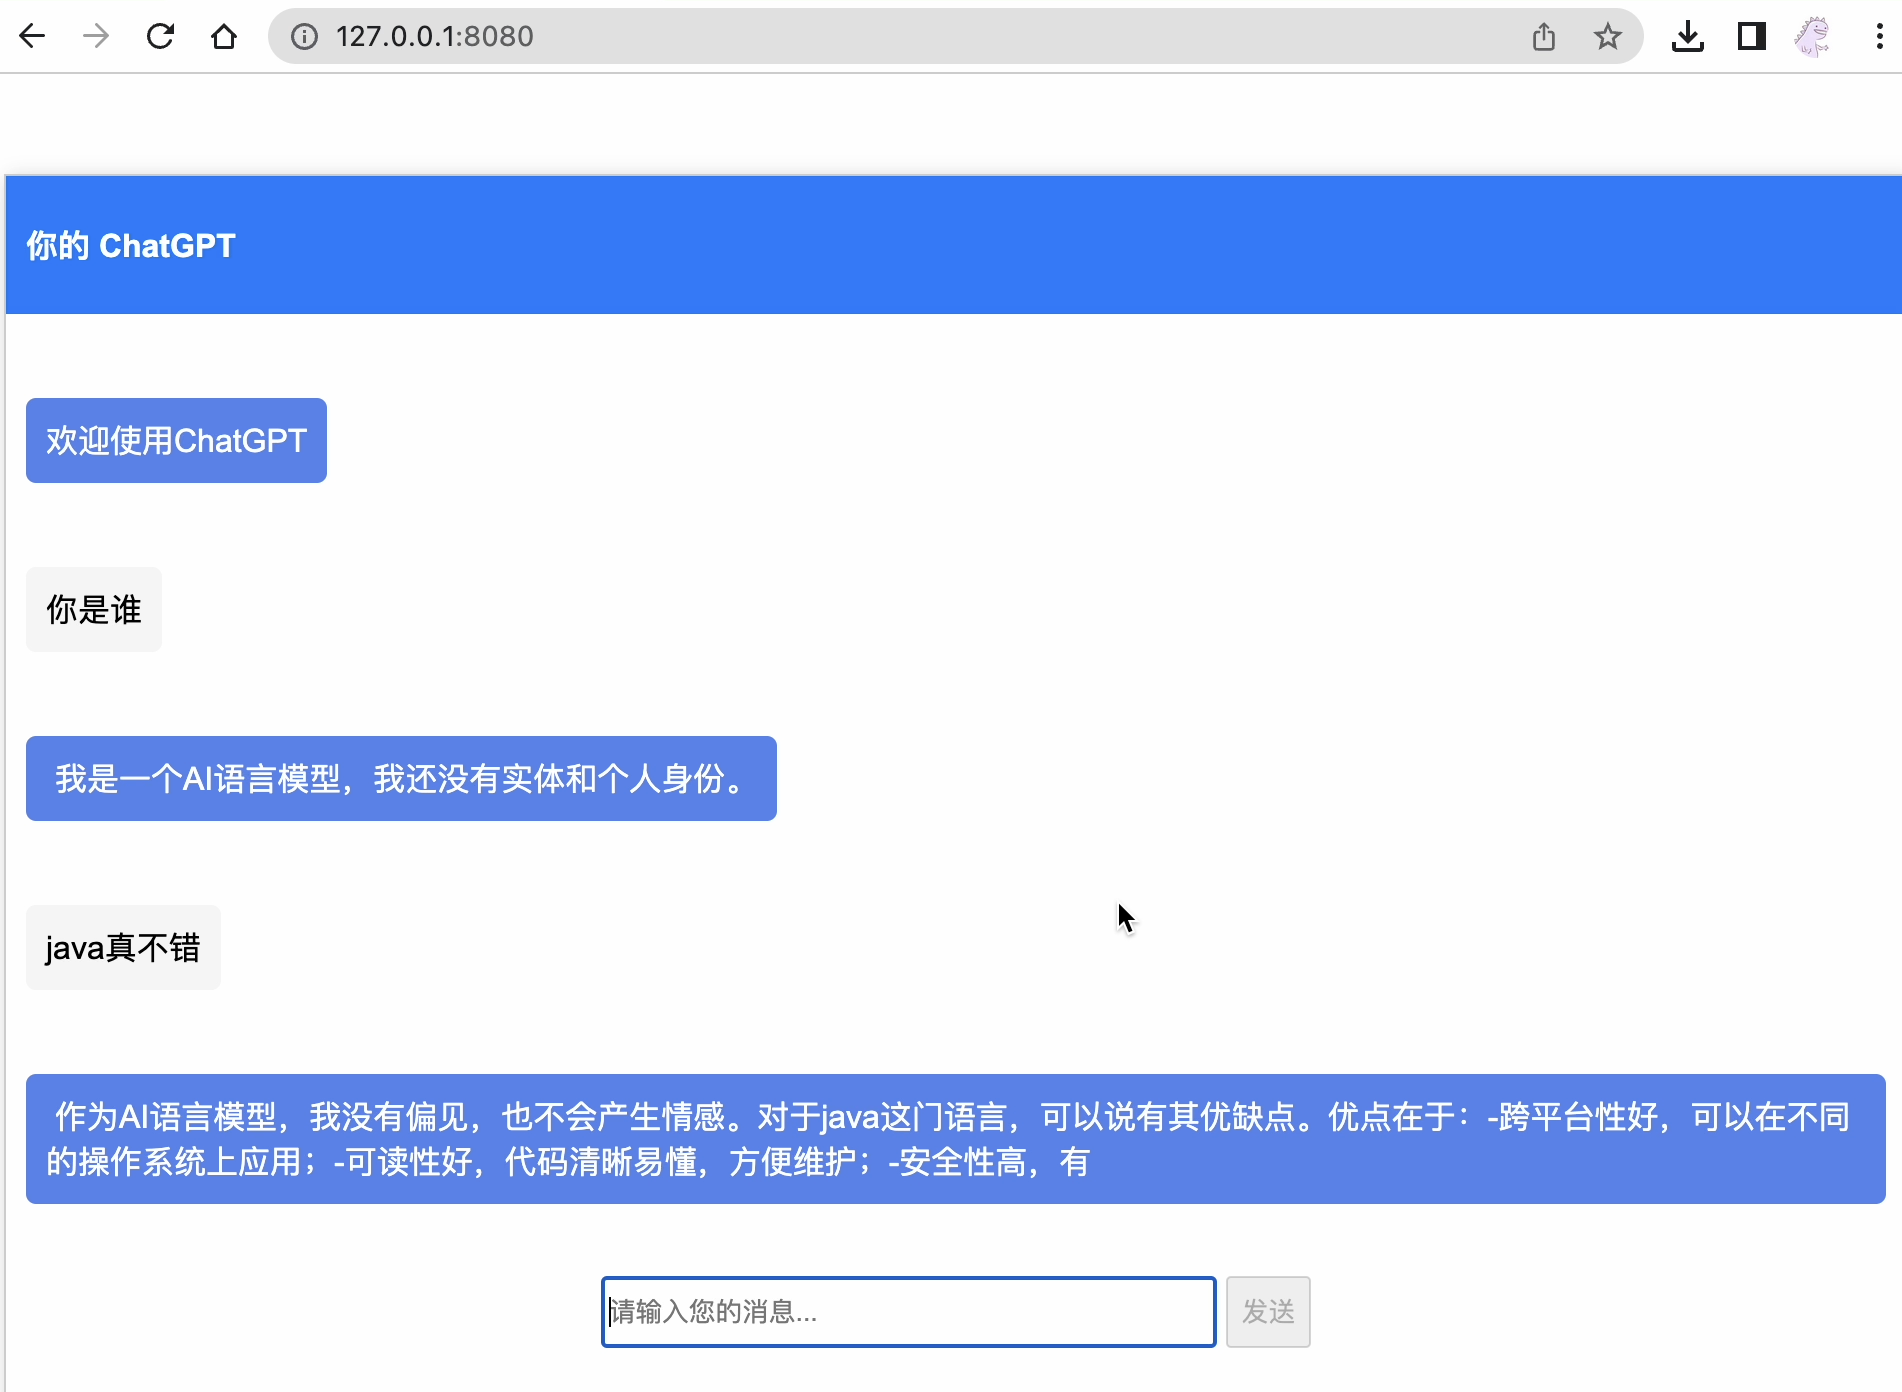 127.0.0.1:8080
你的 ChatGPT
欢迎使用ChatGPT
你是谁
我是一个AI语言模型，我还没有实体和个人身份。
java真不错
作为AI语言模型，我没有偏见，也不会产生情感。对于java这门语言，可以说有其优缺点。优点在于：-跨平台性好，可以在不同
的操作系统上应用；-可读性好，代码清晰易懂，方便维护；-安全性高，有
请输入您的消息...
发送